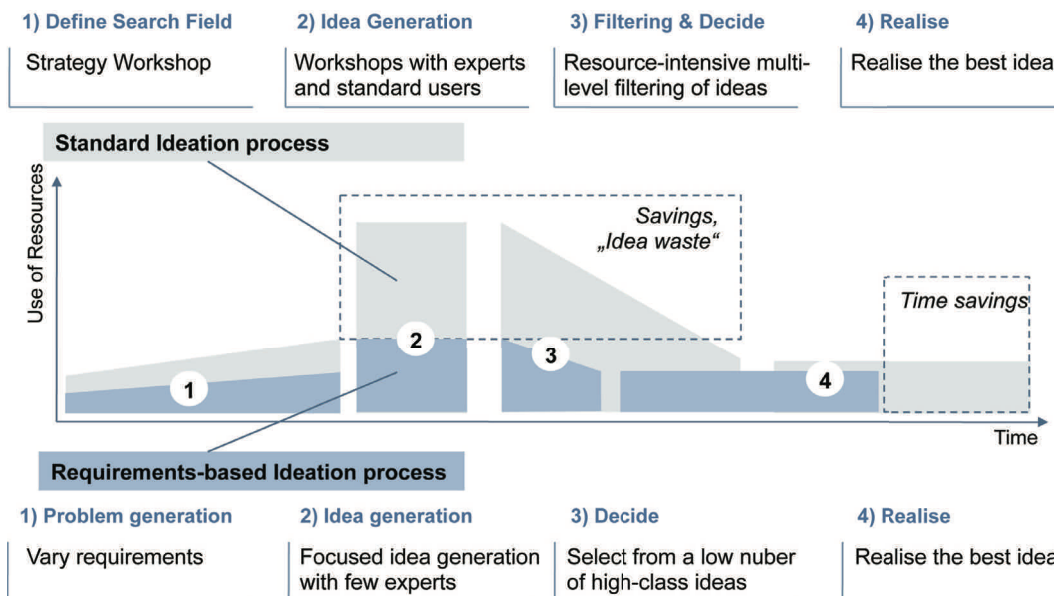 1) Define Search Field
2) Idea Generation
3) Filtering & Decide
4) Realise
Strategy Workshop
Workshops with experts
and standard users
Resource-intensive multi-
level filtering of ideas
Realise the best idea
Standard Ideation process
Use of Resources
Savings,
„Idea waste“
Time savings
1
2
3
4
Time
Requirements-based Ideation process
1) Problem generation
2) Idea generation
3) Decide
4) Realise
Vary requirements
Focused idea generation
with few experts
Select from a low nuber
of high-class ideas
Realise the best idea